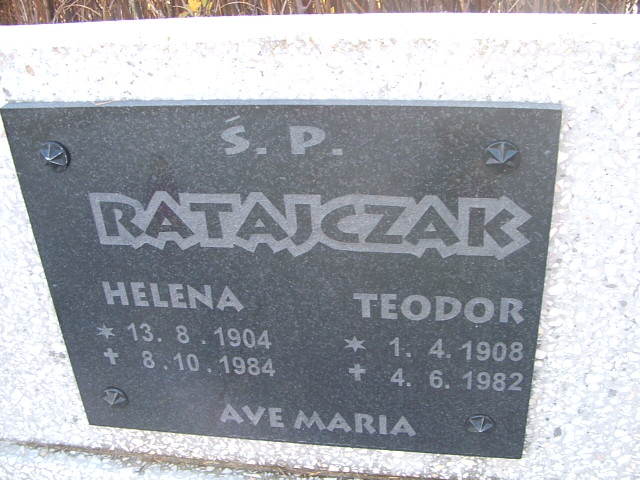 Ś. P.
RATAJCZAK
HELENA TEODOR
* 13. 8. 1904 * 1. 4. 1908
✝ 8. 10. 1984 ✝ 4. 6. 1982
AVE MARIA